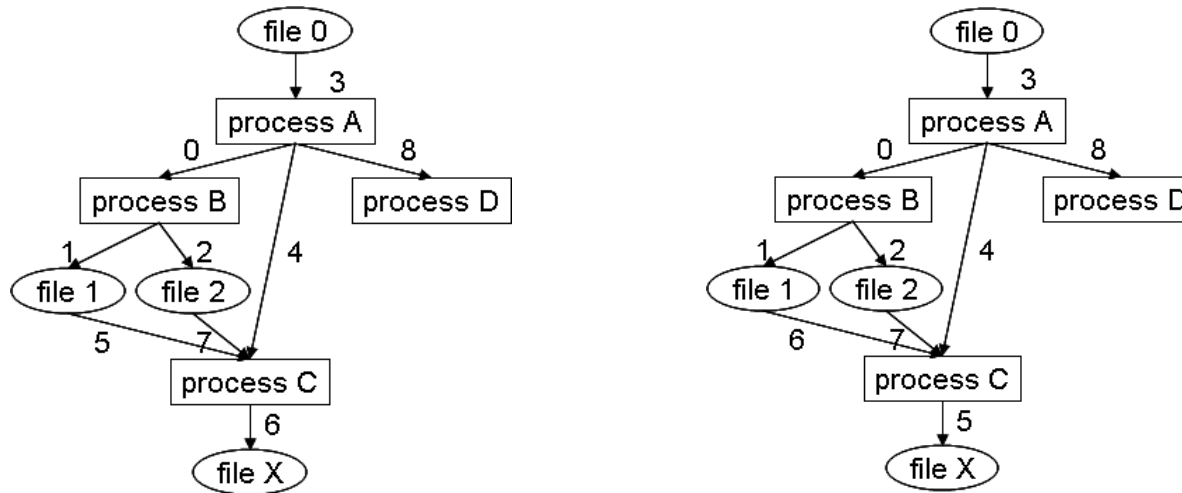 file 0
3
process A
0
8
process B
process D
1
2
4
file 1
file 2
5
7
process C
6
file X
file 0
3
process A
0
8
process B
process D
1
2
4
file 1
file 2
6
7
process C
5
file X